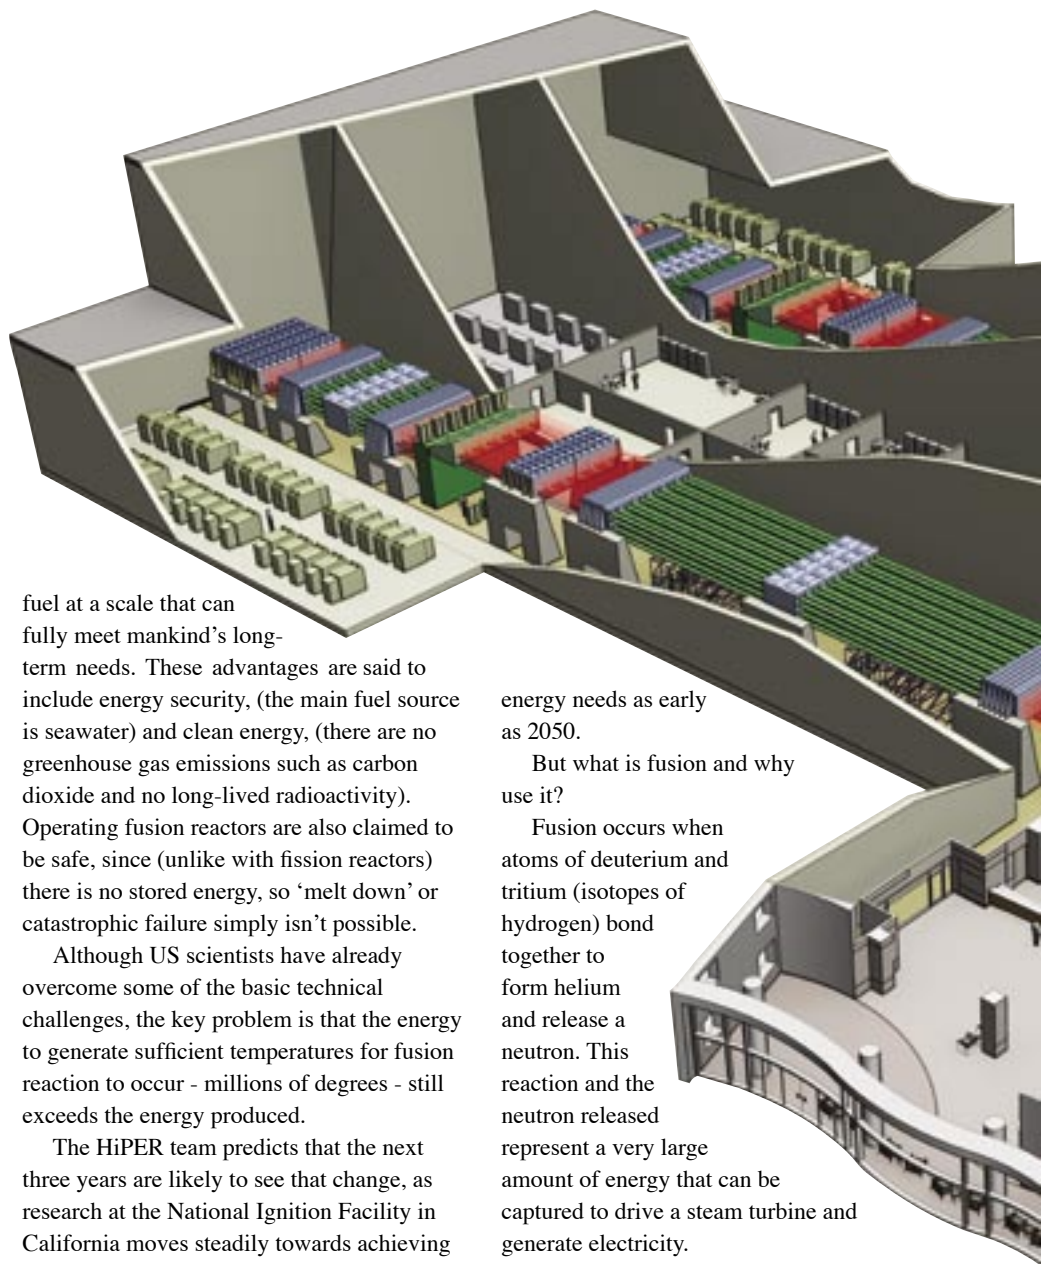 fuel at a scale that can
fully meet mankind’s long-
term needs. These advantages are said to
include energy security, (the main fuel source
is seawater) and clean energy, (there are no
greenhouse gas emissions such as carbon
dioxide and no long-lived radioactivity).
Operating fusion reactors are also claimed to
be safe, since (unlike with fission reactors)
there is no stored energy, so ‘melt down’ or
catastrophic failure simply isn’t possible.
Although US scientists have already
overcome some of the basic technical
challenges, the key problem is that the energy
to generate sufficient temperatures for fusion
reaction to occur - millions of degrees - still
exceeds the energy produced.
The HiPER team predicts that the next
three years are likely to see that change, as
research at the National Ignition Facility in
California moves steadily towards achieving
energy needs as early
as 2050.
But what is fusion and why
use it?
Fusion occurs when
atoms of deuterium and
tritium (isotopes of
hydrogen) bond
together to
form helium
and release a
neutron. This
reaction and the
neutron released
represent a very large
amount of energy that can be
captured to drive a steam turbine and
generate electricity.